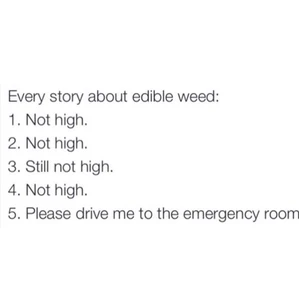 Every story about edible weed:
1. Not high.
2. Not high.
3. Still not high.
4. Not high.
5. Please drive me to the emergency room